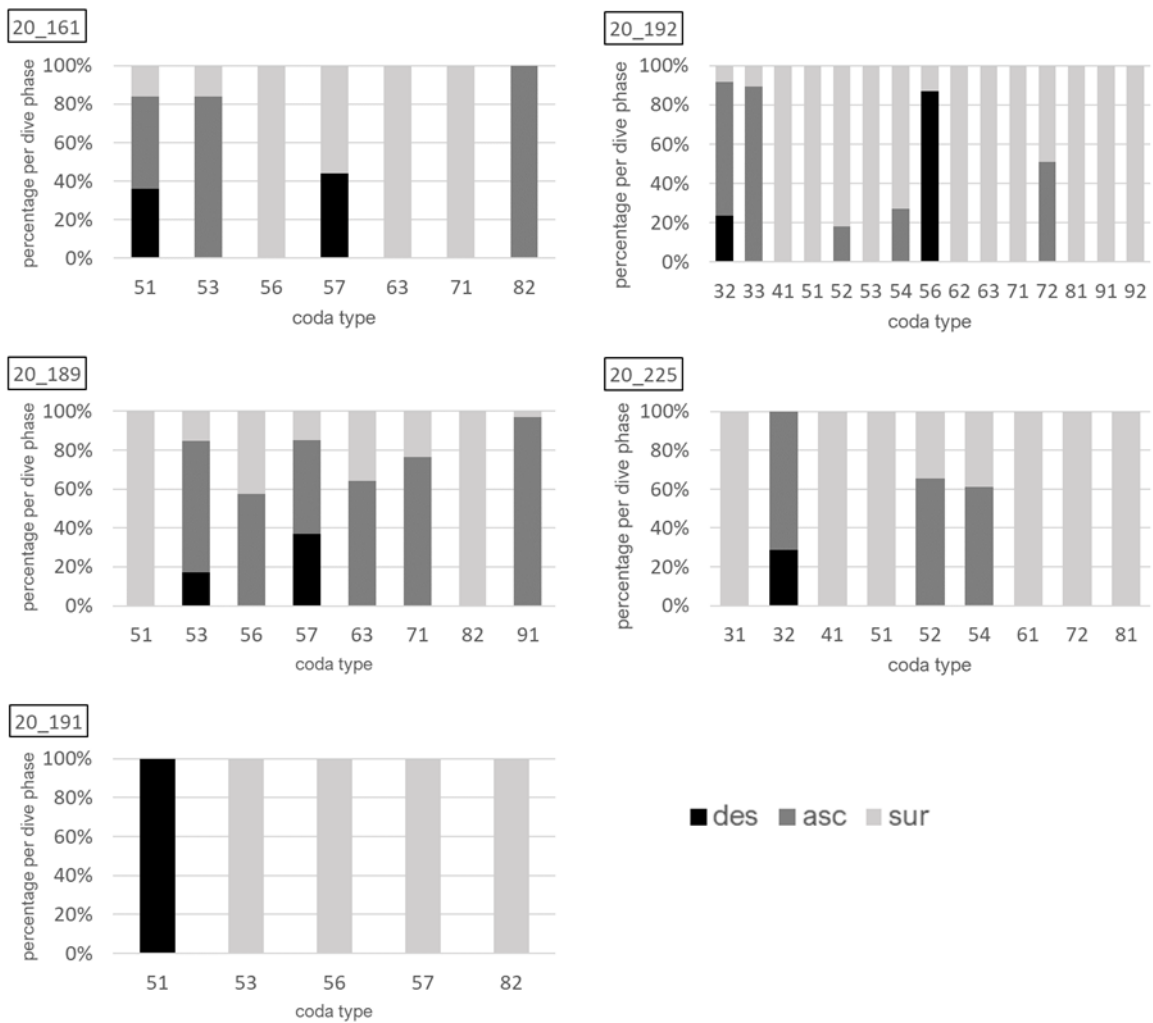 20_161
percentage per dive phase
100%
80%
60%
40%
20%
0%
51 53 56 57 63 71 82
coda type
20_192
percentage per dive phase
100%
80%
60%
40%
20%
0%
32 33 41 51 52 53 54 56 62 63 71 72 81 91 92
coda type
20_189
percentage per dive phase
100%
80%
60%
40%
20%
0%
51 53 56 57 63 71 82 91
coda type
20_225
percentage per dive phase
100%
80%
60%
40%
20%
0%
31 32 41 51 52 54 61 72 81
coda type
20_191
percentage per dive phase
100%
80%
60%
40%
20%
0%
51 53 56 57 82
coda type
des asc sur